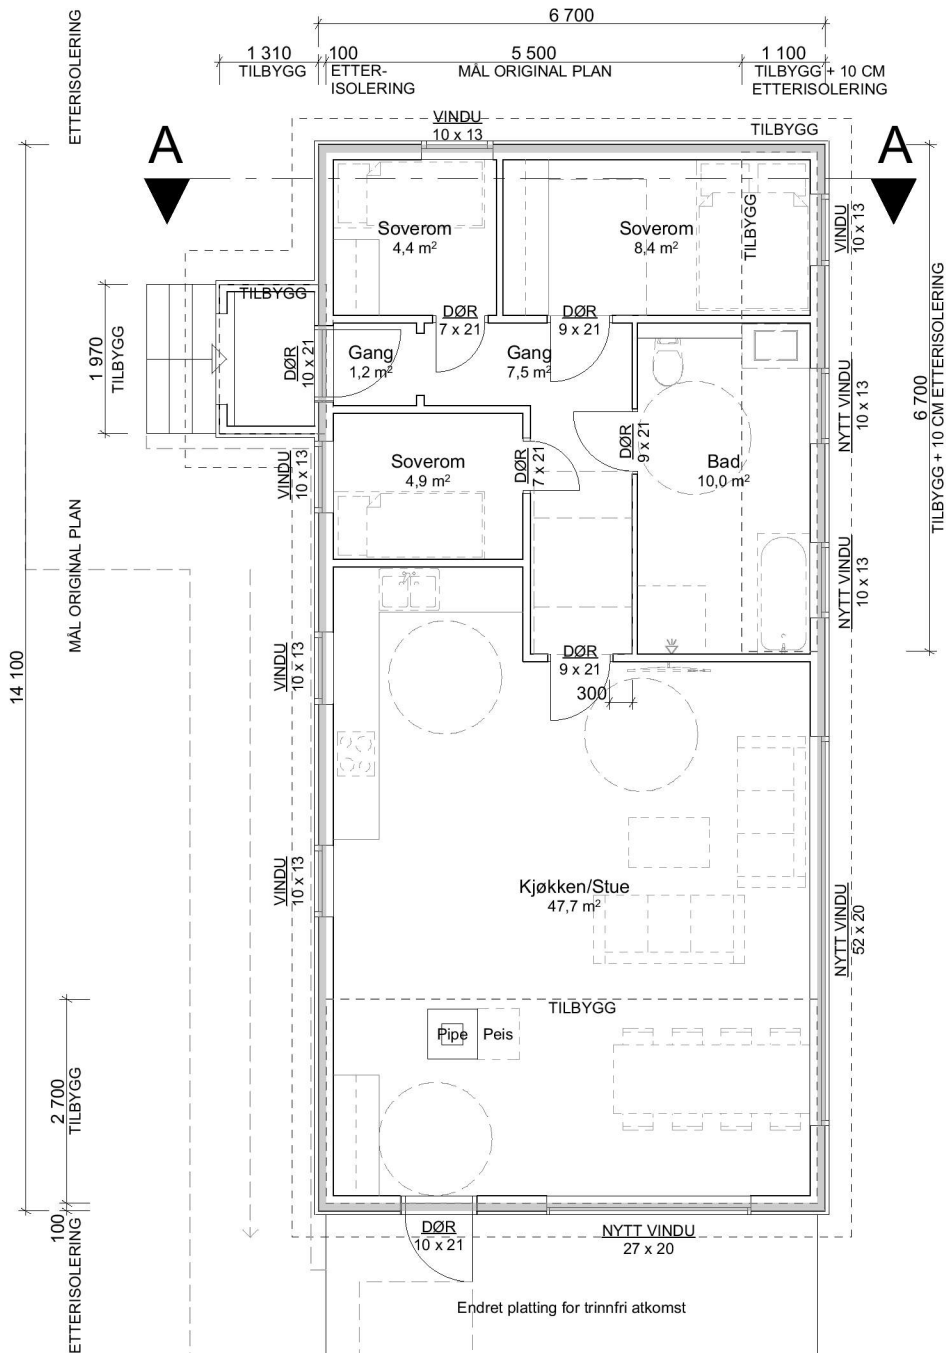 6 700
1 310
100
5 500
1 100
TILBYGG
ETTER-
ISOLERING
MÅL ORIGINAL PLAN
TILBYGG + 10 CM
ETTERISOLERING
ETTERISOLERING
VINDU
10 x 13
TILBYGG
A
A
Soverom
4,4 m²
Soverom
8,4 m²
TILBYGG
VINDU
10 x 13
TILBYGG
1 970
TILBYGG
DØR
7 x 21
DØR
9 x 21
DØR
10 x 21
Gang
1,2 m²
Gang
7,5 m²
NYTT VINDU
10 x 13
6 700
TILBYGG + 10 CM ETTERISOLERING
VINDU
10 x 13
Soverom
4,9 m²
DØR
7 x 21
DØR
9 x 21
Bad
10,0 m²
MÅL ORIGINAL PLAN
NYTT VINDU
10 x 13
14 100
VINDU
10 x 13
DØR
9 x 21
300
VINDU
10 x 13
Kjøkken/Stue
47,7 m²
NYTT VINDU
52 x 20
TILBYGG
Pipe
Peis
2 700
TILBYGG
100
ETTERISOLERING
DØR
10 x 21
NYTT VINDU
27 x 20
Endret platting for trinnfri atkomst